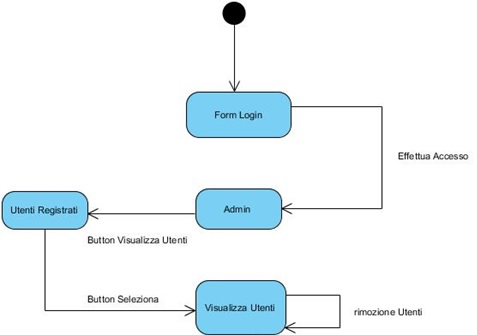 Form Login
Effettua Accesso
Utenti Registrati
Admin
Button Visualizza Utenti
Button Seleziona
Visualizza Utenti
rimozione Utenti